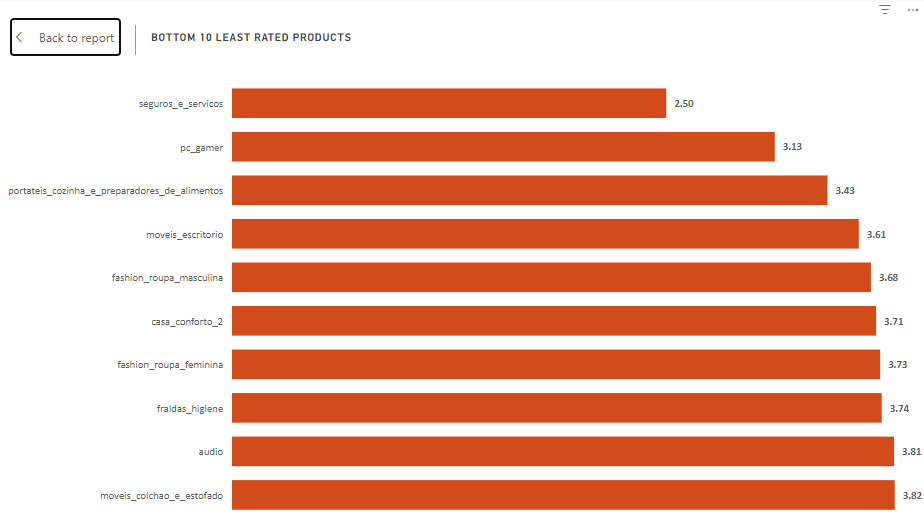 Back to report
BOTTOM 10 LEAST RATED PRODUCTS
seguros_e_servicos 2.50
pc_gamer 3.13
portateis_cozinha_e_preparadores_de_alimentos 3.43
moveis_escritorio 3.61
fashion_roupa_masculina 3.68
casa_conforto_2 3.71
fashion_roupa_feminina 3.73
fraldas_higiene 3.74
audio 3.81
moveis_colchao_e_estofado 3.82